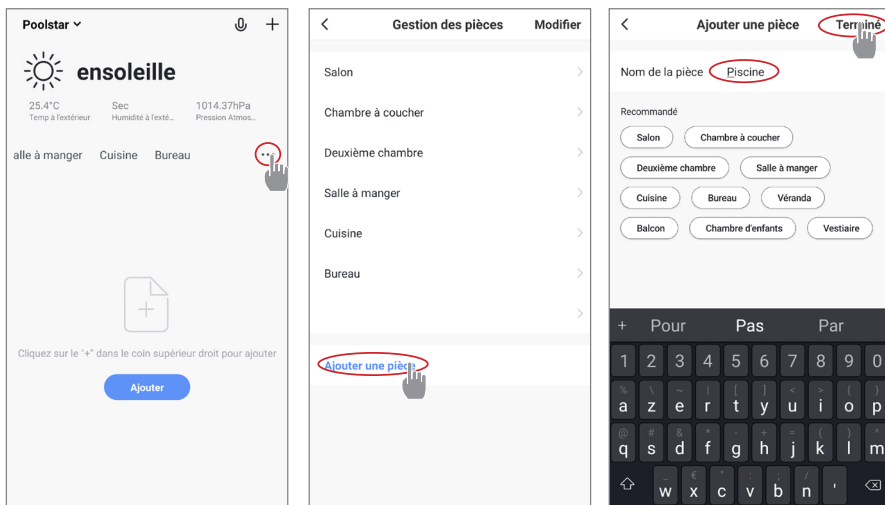 Poolstar
ensoleille
25.4°C Sec 1014.37hPa
Temp à l'extérieur Humidité à l'exté... Pression Atmos...
alle à manger Cuisine Bureau
Cliquez sur le "+" dans le coin supérieur droit pour ajouter
Ajouter
Gestion des pièces Modifier
Salon
Chambre à coucher
Deuxième chambre
Salle à manger
Cuisine
Bureau
Ajouter une pièce
Ajouter une pièce Terminé
Nom de la pièce Piscine
Recommandé
Salon Chambre à coucher
Deuxième chambre Salle à manger
Cuisine Bureau Véranda
Balcon Chambre d'enfants Vestiaire
+ Pour Pas Par
1 2 3 4 5 6 7 8 9 0
% \ ~ | [ ] < > { }
a z e r t y u i o p
@ # & * - + = ( ) ^
q s d f g h j k l m
_ € " ' : ; /
w x c v b n '